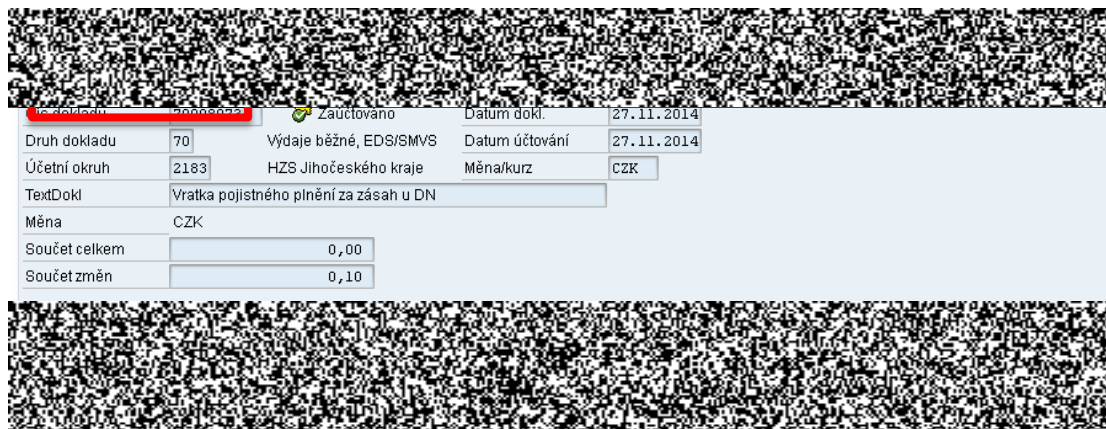 Zaúčtováno Datum dokl. 27.11.2014
Druh dokladu 70 Výdaje běžné, EDS/SMVS Datum účtování 27.11.2014
Účetní okruh 2183 HZS Jihočeského kraje Měna/kurz CZK
TextDokl Vratka pojistného plnění za zásah u DN
Měna CZK
Součet celkem 0,00
Součet změn 0,10